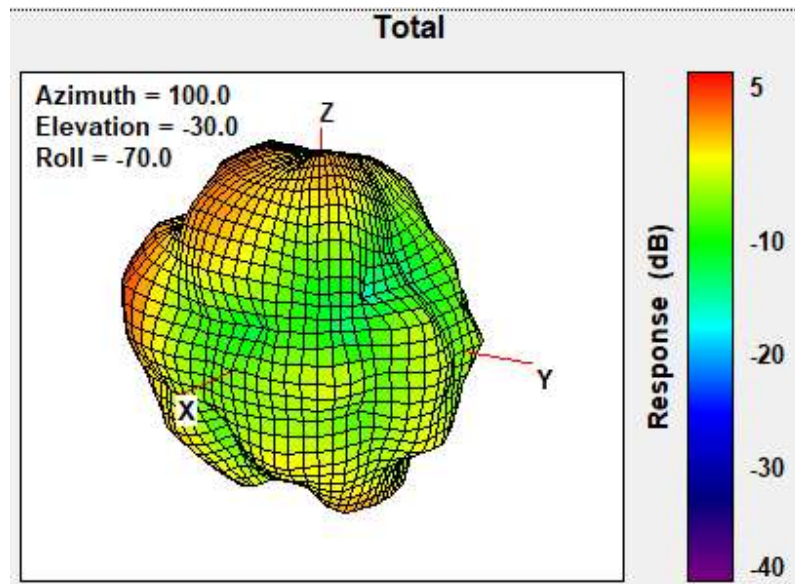 Total
Azimuth = 100.0
Elevation = -30.0
Roll = -70.0
Z
X
Y
Response (dB)
5
-10
-20
-30
-40